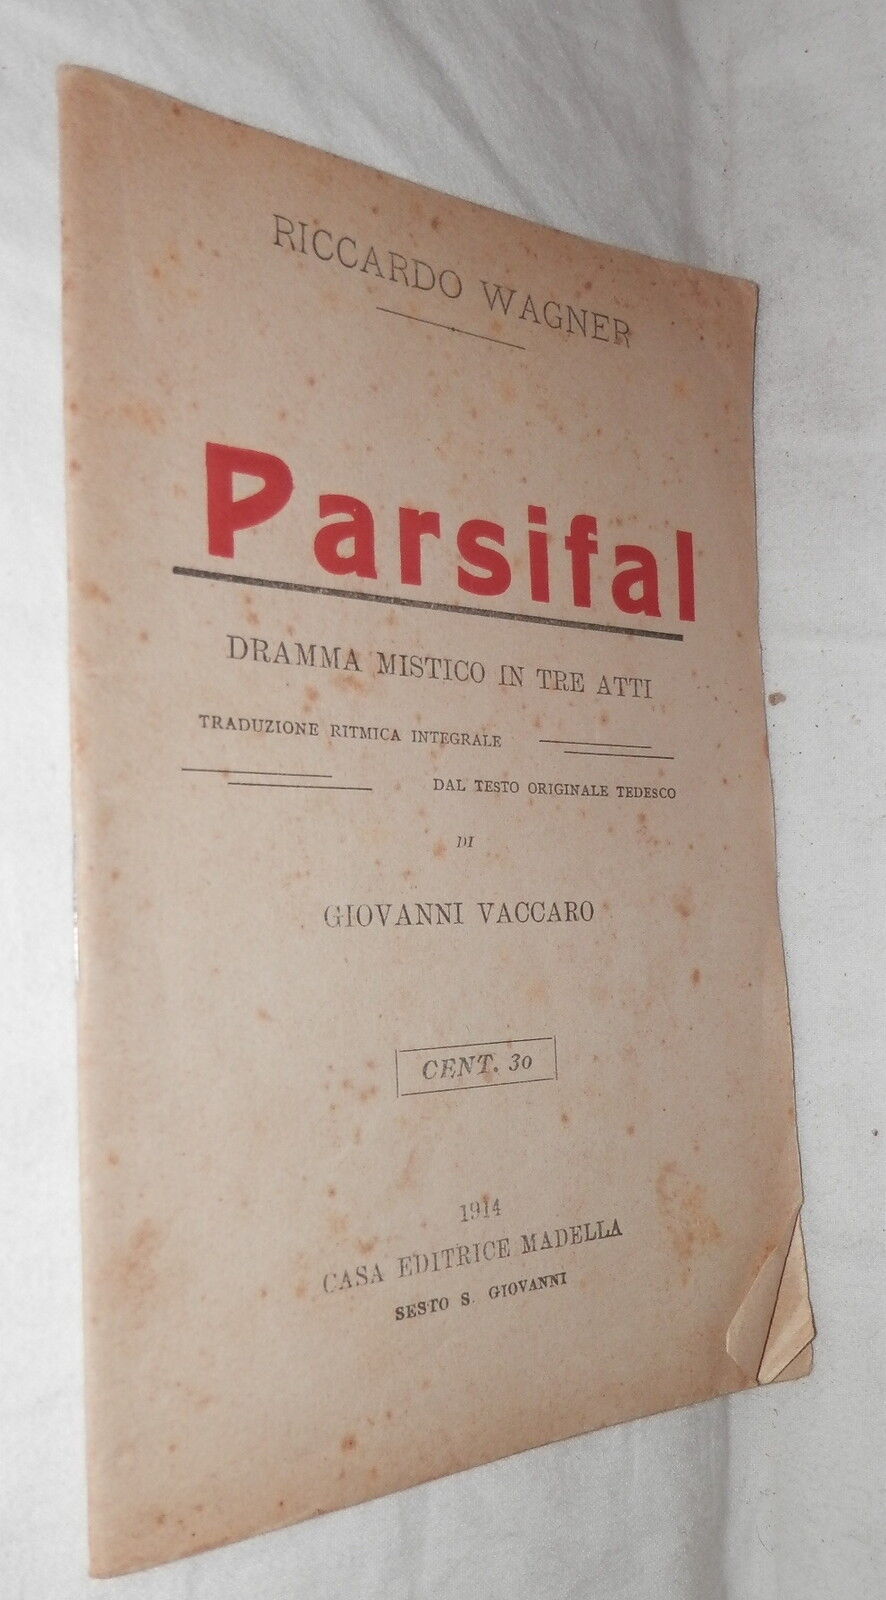 RICCARDO WAGNER
Parsifal
DRAMMA MISTICO IN TRE ATTI
TRADUZIONE RITMICA INTEGRALE
DAL TESTO ORIGINALE TEDESCO
DI
GIOVANNI VACCARO
CENT. 30
1914
CASA EDITRICE MADELLA
SESTO S. GIOVANNI